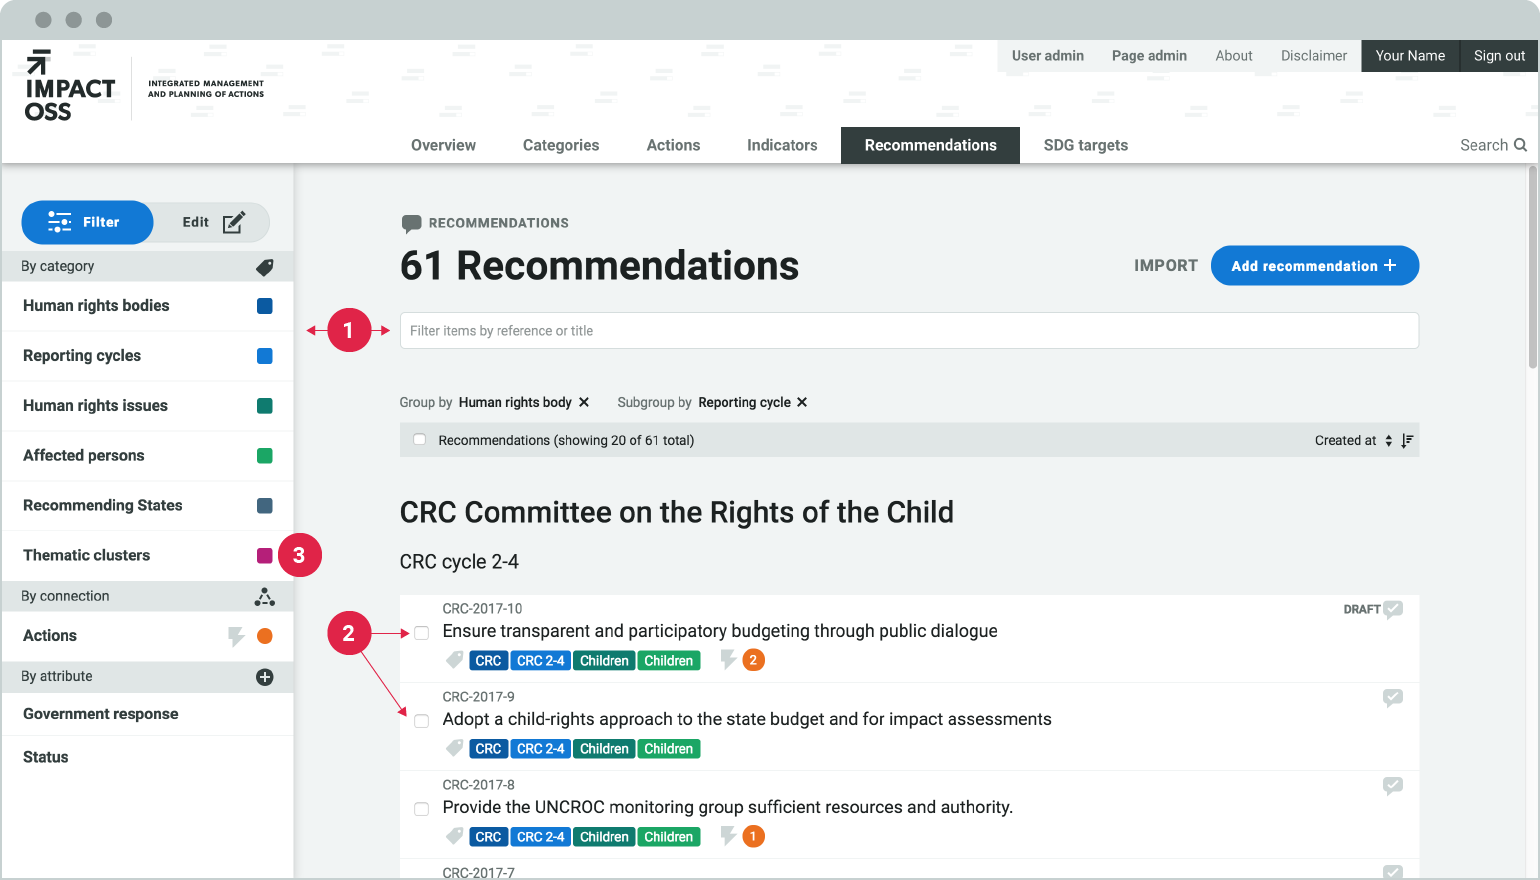 User admin
Page admin
About
Disclaimer
Your Name
Sign out
IMPACT
OSS
INTEGRATED MANAGEMENT
AND PLANNING OF ACTIONS
Overview
Categories
Actions
Indicators
Recommendations
SDG targets
Search
Filter
Edit
By category
Human rights bodies
Reporting cycles
Human rights issues
Affected persons
Recommending States
Thematic clusters
3
By connection
Actions
By attribute
Government response
Status
RECOMMENDATIONS
61 Recommendations
IMPORT
Add recommendation +
1
Filter items by reference or title
Group by Human rights body
Subgroup by Reporting cycle
Recommendations (showing 20 of 61 total)
Created at
CRC Committee on the Rights of the Child
CRC cycle 2-4
2
CRC-2017-10
DRAFT
Ensure transparent and participatory budgeting through public dialogue
CRC CRC 2-4 Children Children 2
CRC-2017-9
Adopt a child-rights approach to the state budget and for impact assessments
CRC CRC 2-4 Children Children
CRC-2017-8
Provide the UNCROC monitoring group sufficient resources and authority.
CRC CRC 2-4 Children Children 1
CRC-2017-7